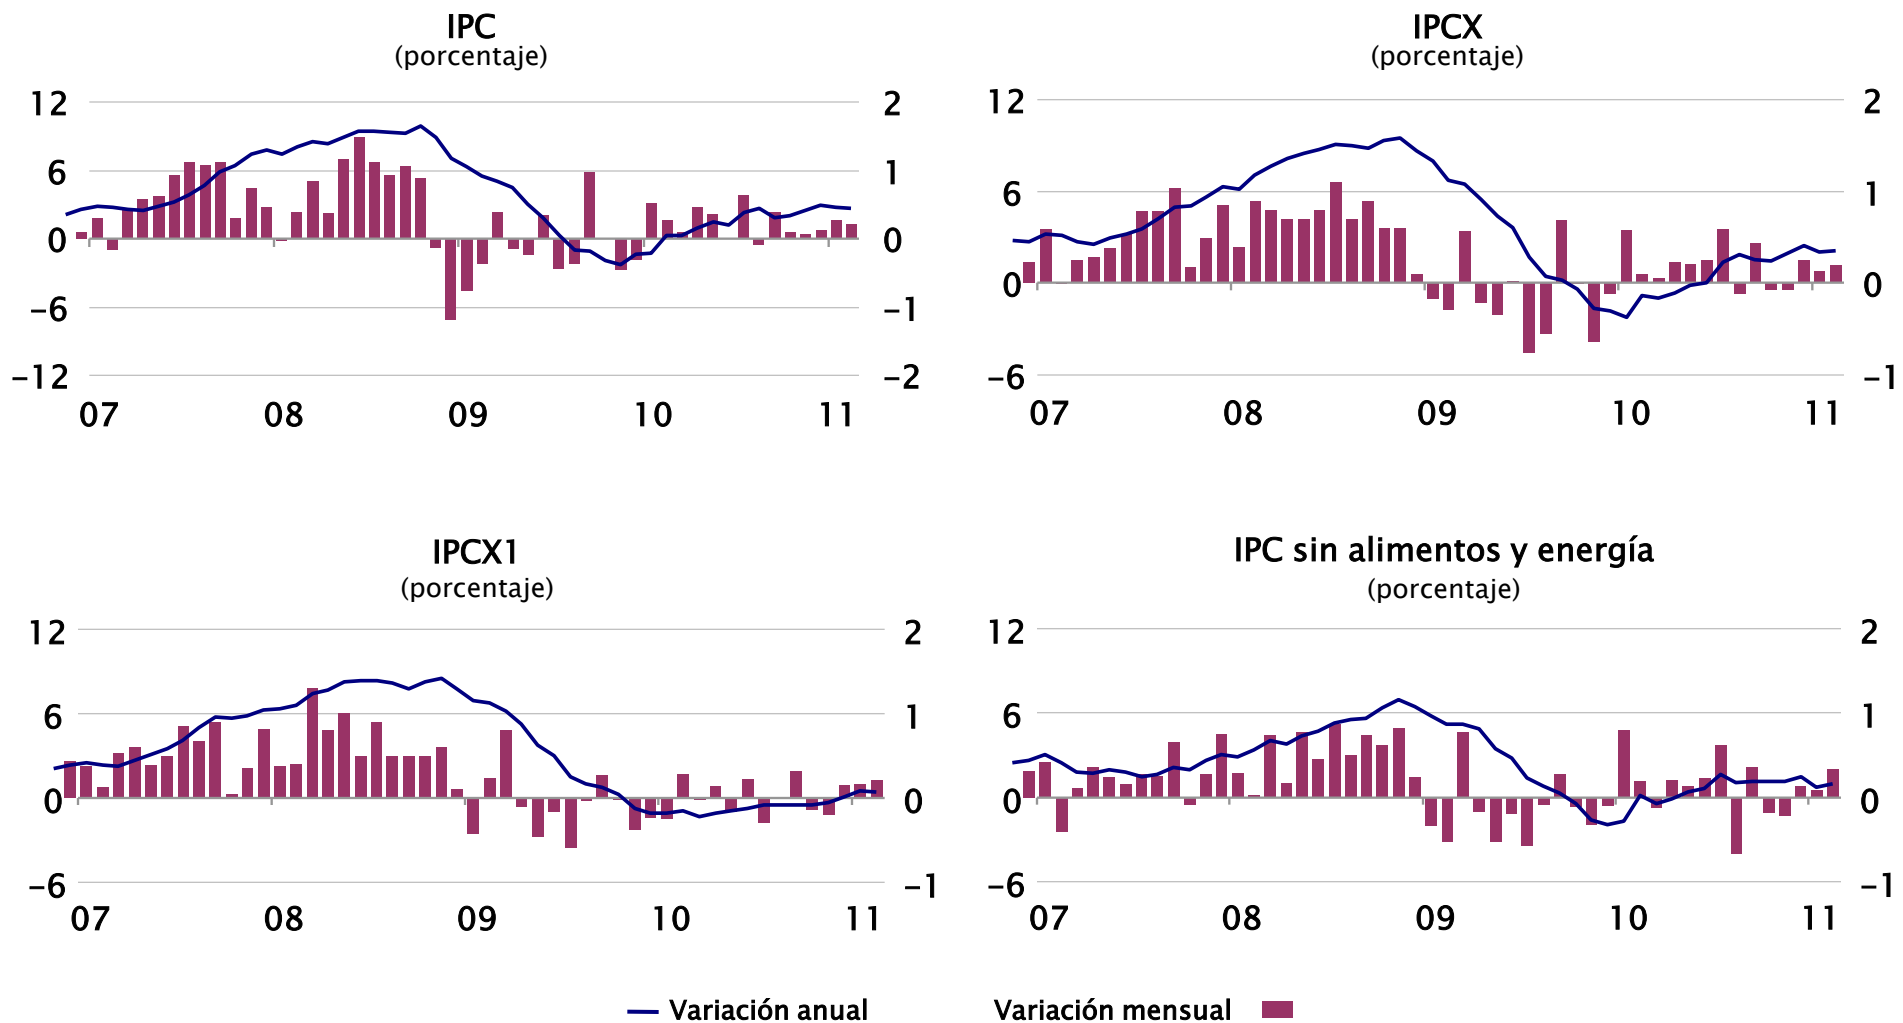 IPC
(porcentaje)
12 2
6 1
0 0
−6 −1
−12 −2
07 08 09 10 11
IPCX
(porcentaje)
12 2
6 1
0 0
−6 −1
07 08 09 10 11
IPCX1
(porcentaje)
12 2
6 1
0 0
−6 −1
07 08 09 10 11
IPC sin alimentos y energía
(porcentaje)
12 2
6 1
0 0
−6 −1
07 08 09 10 11
Variación anual Variación mensual